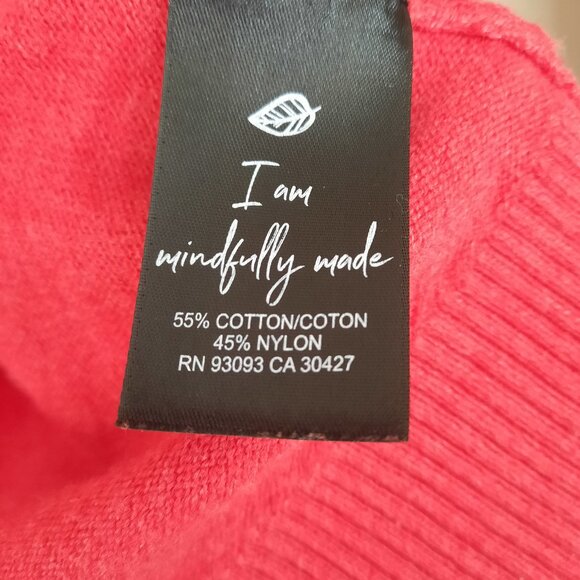 I am
mindfully made
55% COTTON/COTON
45% NYLON
RN 93093 CA 30427